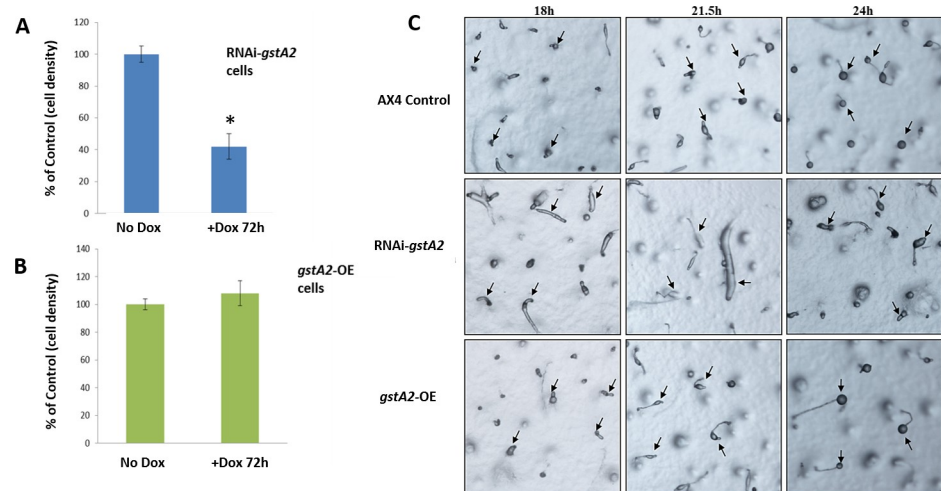 A
% of Control (cell density)
120
100
80
60
40
20
0
RNAi-gstA2
cells
*
No Dox
+Dox 72h
B
% of Control (cell density)
140
120
100
80
60
40
20
0
gstA2-OE
cells
No Dox
+Dox 72h
C
18h
21.5h
24h
AX4 Control
RNAi-gstA2
gstA2-OE